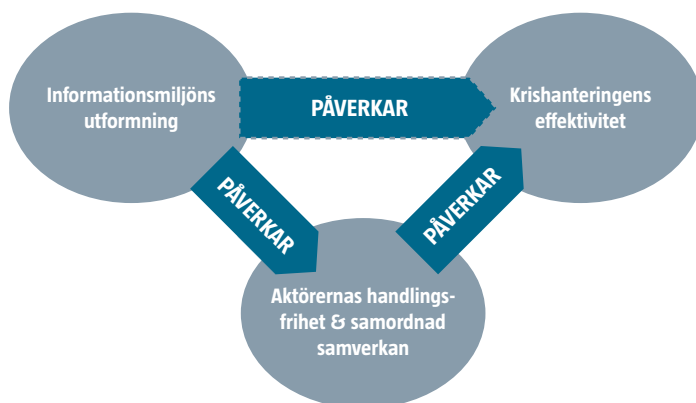 Informationsmiljöns
utformning
PÅVERKAR
Krishanteringens
effektivitet
PÅVERKAR
PÅVERKAR
Aktörernas handlings-
frihet & samordnad
samverkan